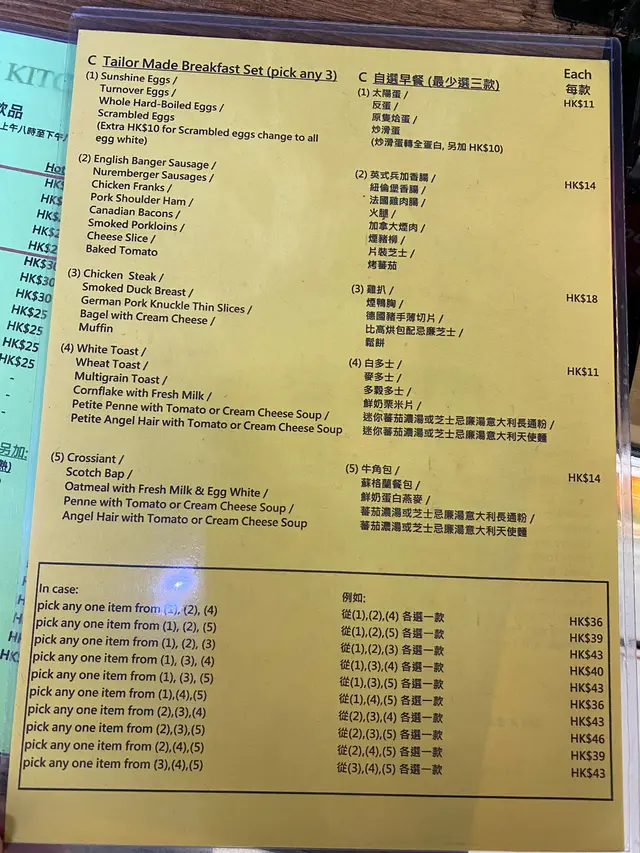 C Tailor Made Breakfast Set (pick any 3)
(1) Sunshine Eggs /
Turnover Eggs /
Whole Hard-Boiled Eggs /
Scrambled Eggs
(Extra HK$10 for Scrambled eggs change to all
egg white)
(2) English Banger Sausage /
Nuremberger Sausages /
Chicken Franks /
Pork Shoulder Ham /
Canadian Bacons /
Smoked Porkloins /
Cheese Slice /
Baked Tomato
(3) Chicken Steak /
Smoked Duck Breast /
German Pork Knuckle Thin Slices /
Bagel with Cream Cheese /
Muffin
(4) White Toast /
Wheat Toast /
Multigrain Toast /
Cornflake with Fresh Milk /
Petite Penne with Tomato or Cream Cheese Soup /
Petite Angel Hair with Tomato or Cream Cheese Soup
(5) Crossiant /
Scotch Bap /
Oatmeal with Fresh Milk & Egg White /
Penne with Tomato or Cream Cheese Soup /
Angel Hair with Tomato or Cream Cheese Soup
C 自選早餐 (最少選三款)
(1) 太陽蛋 /
反蛋 /
原隻烚蛋 /
炒滑蛋
(炒滑蛋轉全蛋白, 另加 HK$10)
(2) 英式兵加香腸 /
紐倫堡香腸 /
法國雞肉腸 /
火腿 /
加拿大煙肉 /
煙豬柳 /
片裝芝士 /
烤蕃茄
(3) 雞扒 /
煙鴨胸 /
德國豬手薄切片 /
比高烘包配忌廉芝士 /
鬆餅
(4) 白多士 /
麥多士 /
多穀多士 /
鮮奶粟米片 /
迷你蕃茄濃湯或芝士忌廉湯意大利長通粉 /
迷你蕃茄濃湯或芝士忌廉湯意大利天使麵
(5) 牛角包 /
蘇格蘭餐包 /
鮮奶蛋白燕麥 /
蕃茄濃湯或芝士忌廉湯意大利長通粉 /
蕃茄濃湯或芝士忌廉湯意大利天使麵
Each
每款
HK$11
HK$14
HK$18
HK$11
HK$14
In case: 例如:
pick any one item from (1), (2), (4) 從(1),(2),(4) 各選一款 HK$36
pick any one item from (1), (2), (5) 從(1),(2),(5) 各選一款 HK$39
pick any one item from (1), (2), (3) 從(1),(2),(3) 各選一款 HK$43
pick any one item from (1), (3), (4) 從(1),(3),(4) 各選一款 HK$40
pick any one item from (1), (3), (5) 從(1),(3),(5) 各選一款 HK$43
pick any one item from (1),(4),(5) 從(1),(4),(5) 各選一款 HK$36
pick any one item from (2),(3),(4) 從(2),(3),(4) 各選一款 HK$43
pick any one item from (2),(3),(5) 從(2),(3),(5) 各選一款 HK$46
pick any one item from (2),(4),(5) 從(2),(4),(5) 各選一款 HK$39
pick any one item from (3),(4),(5) 從(3),(4),(5) 各選一款 HK$43
飲品
上午八時至下午
HK$30
HK$30
HK$25
HK$25
HK$25
HK$25
另加: